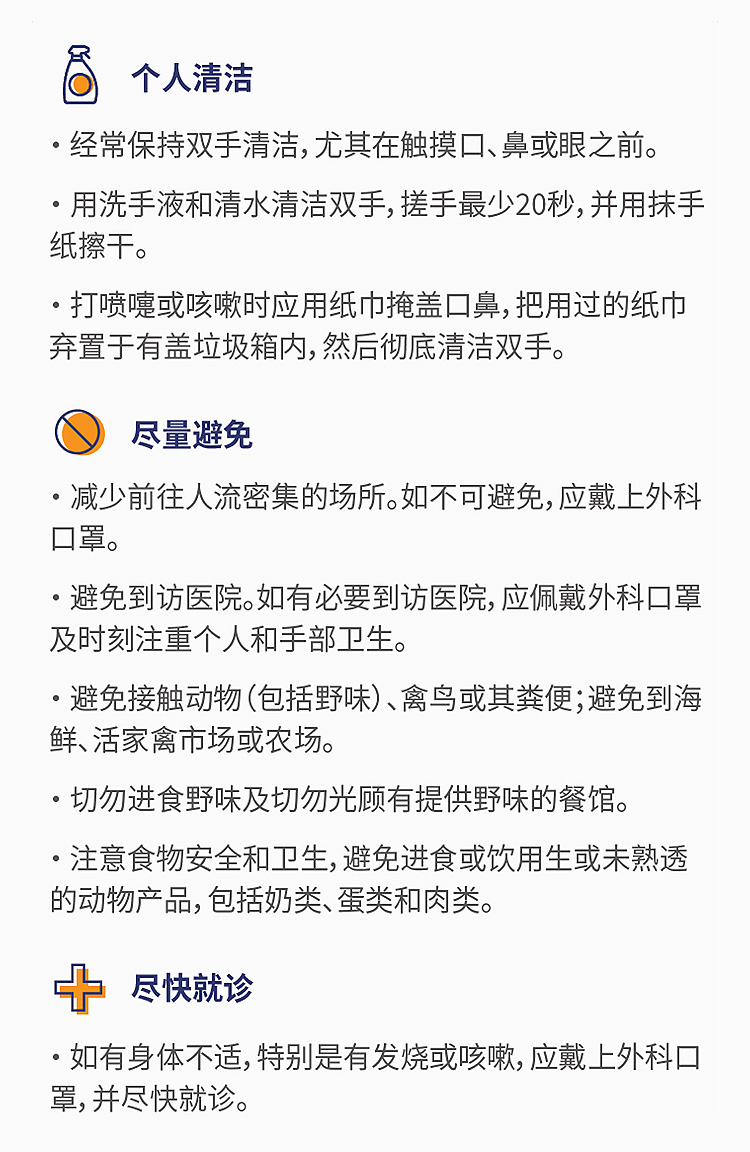 个人清洁
• 经常保持双手清洁，尤其在触摸口、鼻或眼之前。
• 用洗手液和清水清洁双手，搓手最少20秒，并用抹手
纸擦干。
• 打喷嚏或咳嗽时应用纸巾掩盖口鼻，把用过的纸巾
弃置于有盖垃圾箱内，然后彻底清洁双手。
尽量避免
• 减少前往人流密集的场所。如不可避免，应戴上外科
口罩。
• 避免到访医院。如有必要到访医院，应佩戴外科口罩
及时刻注重个人和手部卫生。
• 避免接触动物（包括野味）、禽鸟或其粪便；避免到海
鲜、活家禽市场或农场。
• 切勿进食野味及切勿光顾有提供野味的餐馆。
• 注意食物安全和卫生，避免进食或饮用生或未熟透
的动物产品，包括奶类、蛋类和肉类。
尽快就诊
• 如有身体不适，特别是有发烧或咳嗽，应戴上外科口
罩，并尽快就诊。